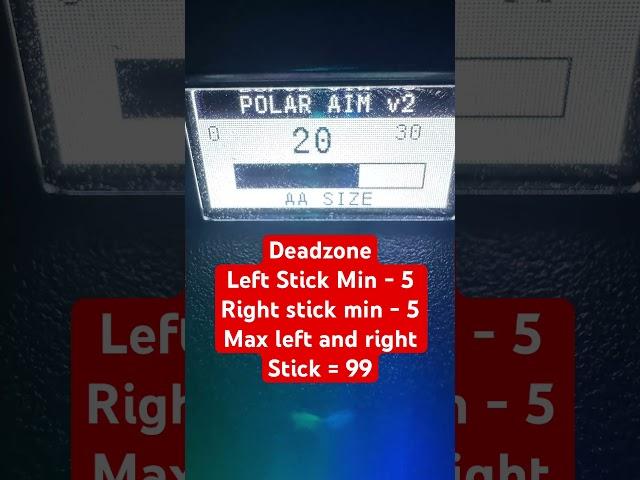 POLAR AIM v2
0 20 30
AA SIZE
Deadzone
Left Stick Min - 5
Right stick min - 5
Max left and right
Stick = 99